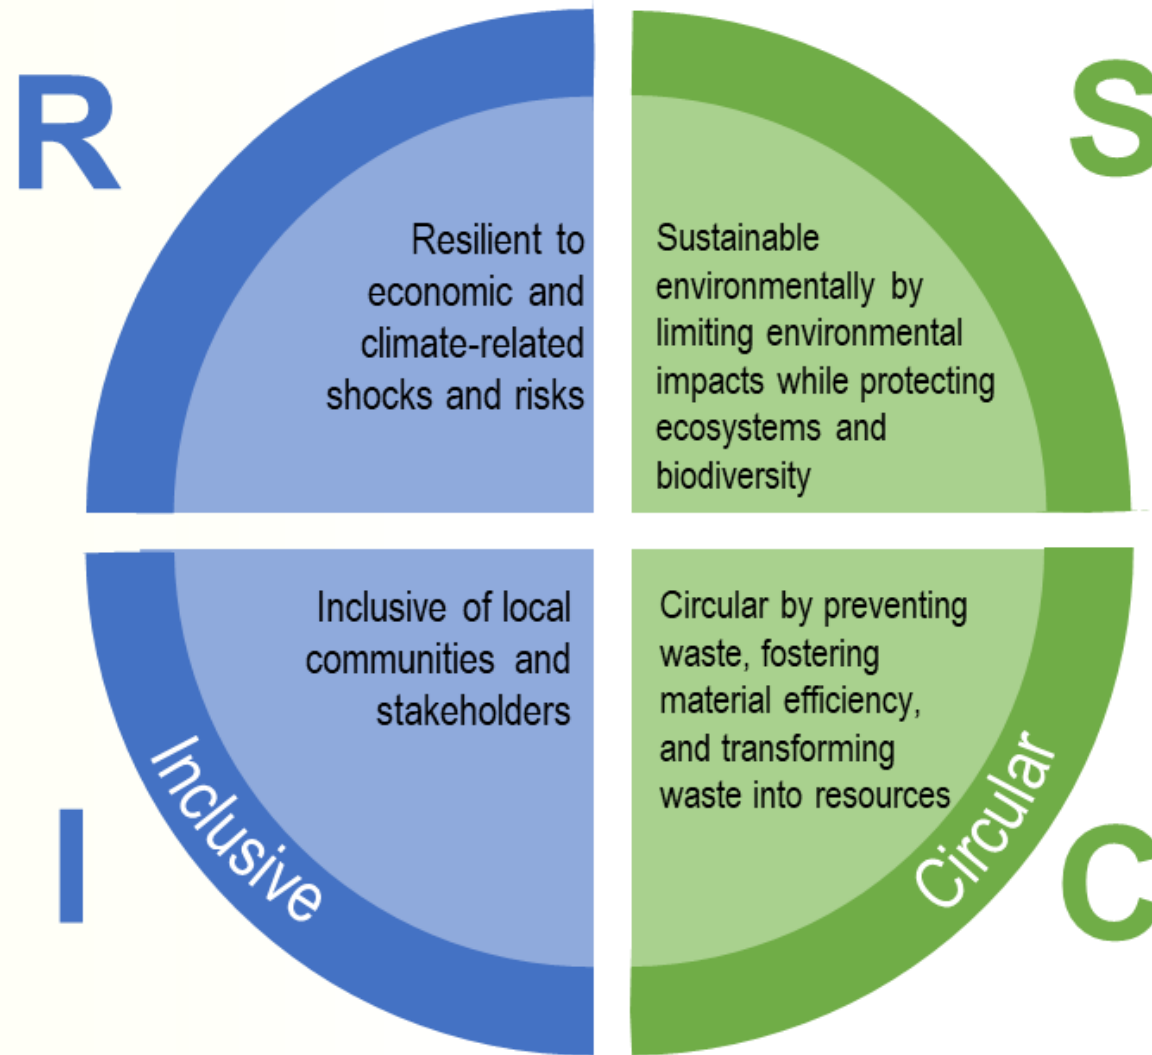 R
Resilient to
economic and
climate-related
shocks and risks
S
Sustainable
environmentally by
limiting environmental
impacts while protecting
ecosystems and
biodiversity
Inclusive of local
communities and
stakeholders
Inclusive
I
Circular by preventing
waste, fostering
material efficiency,
and transforming
waste into resources
Circular
C